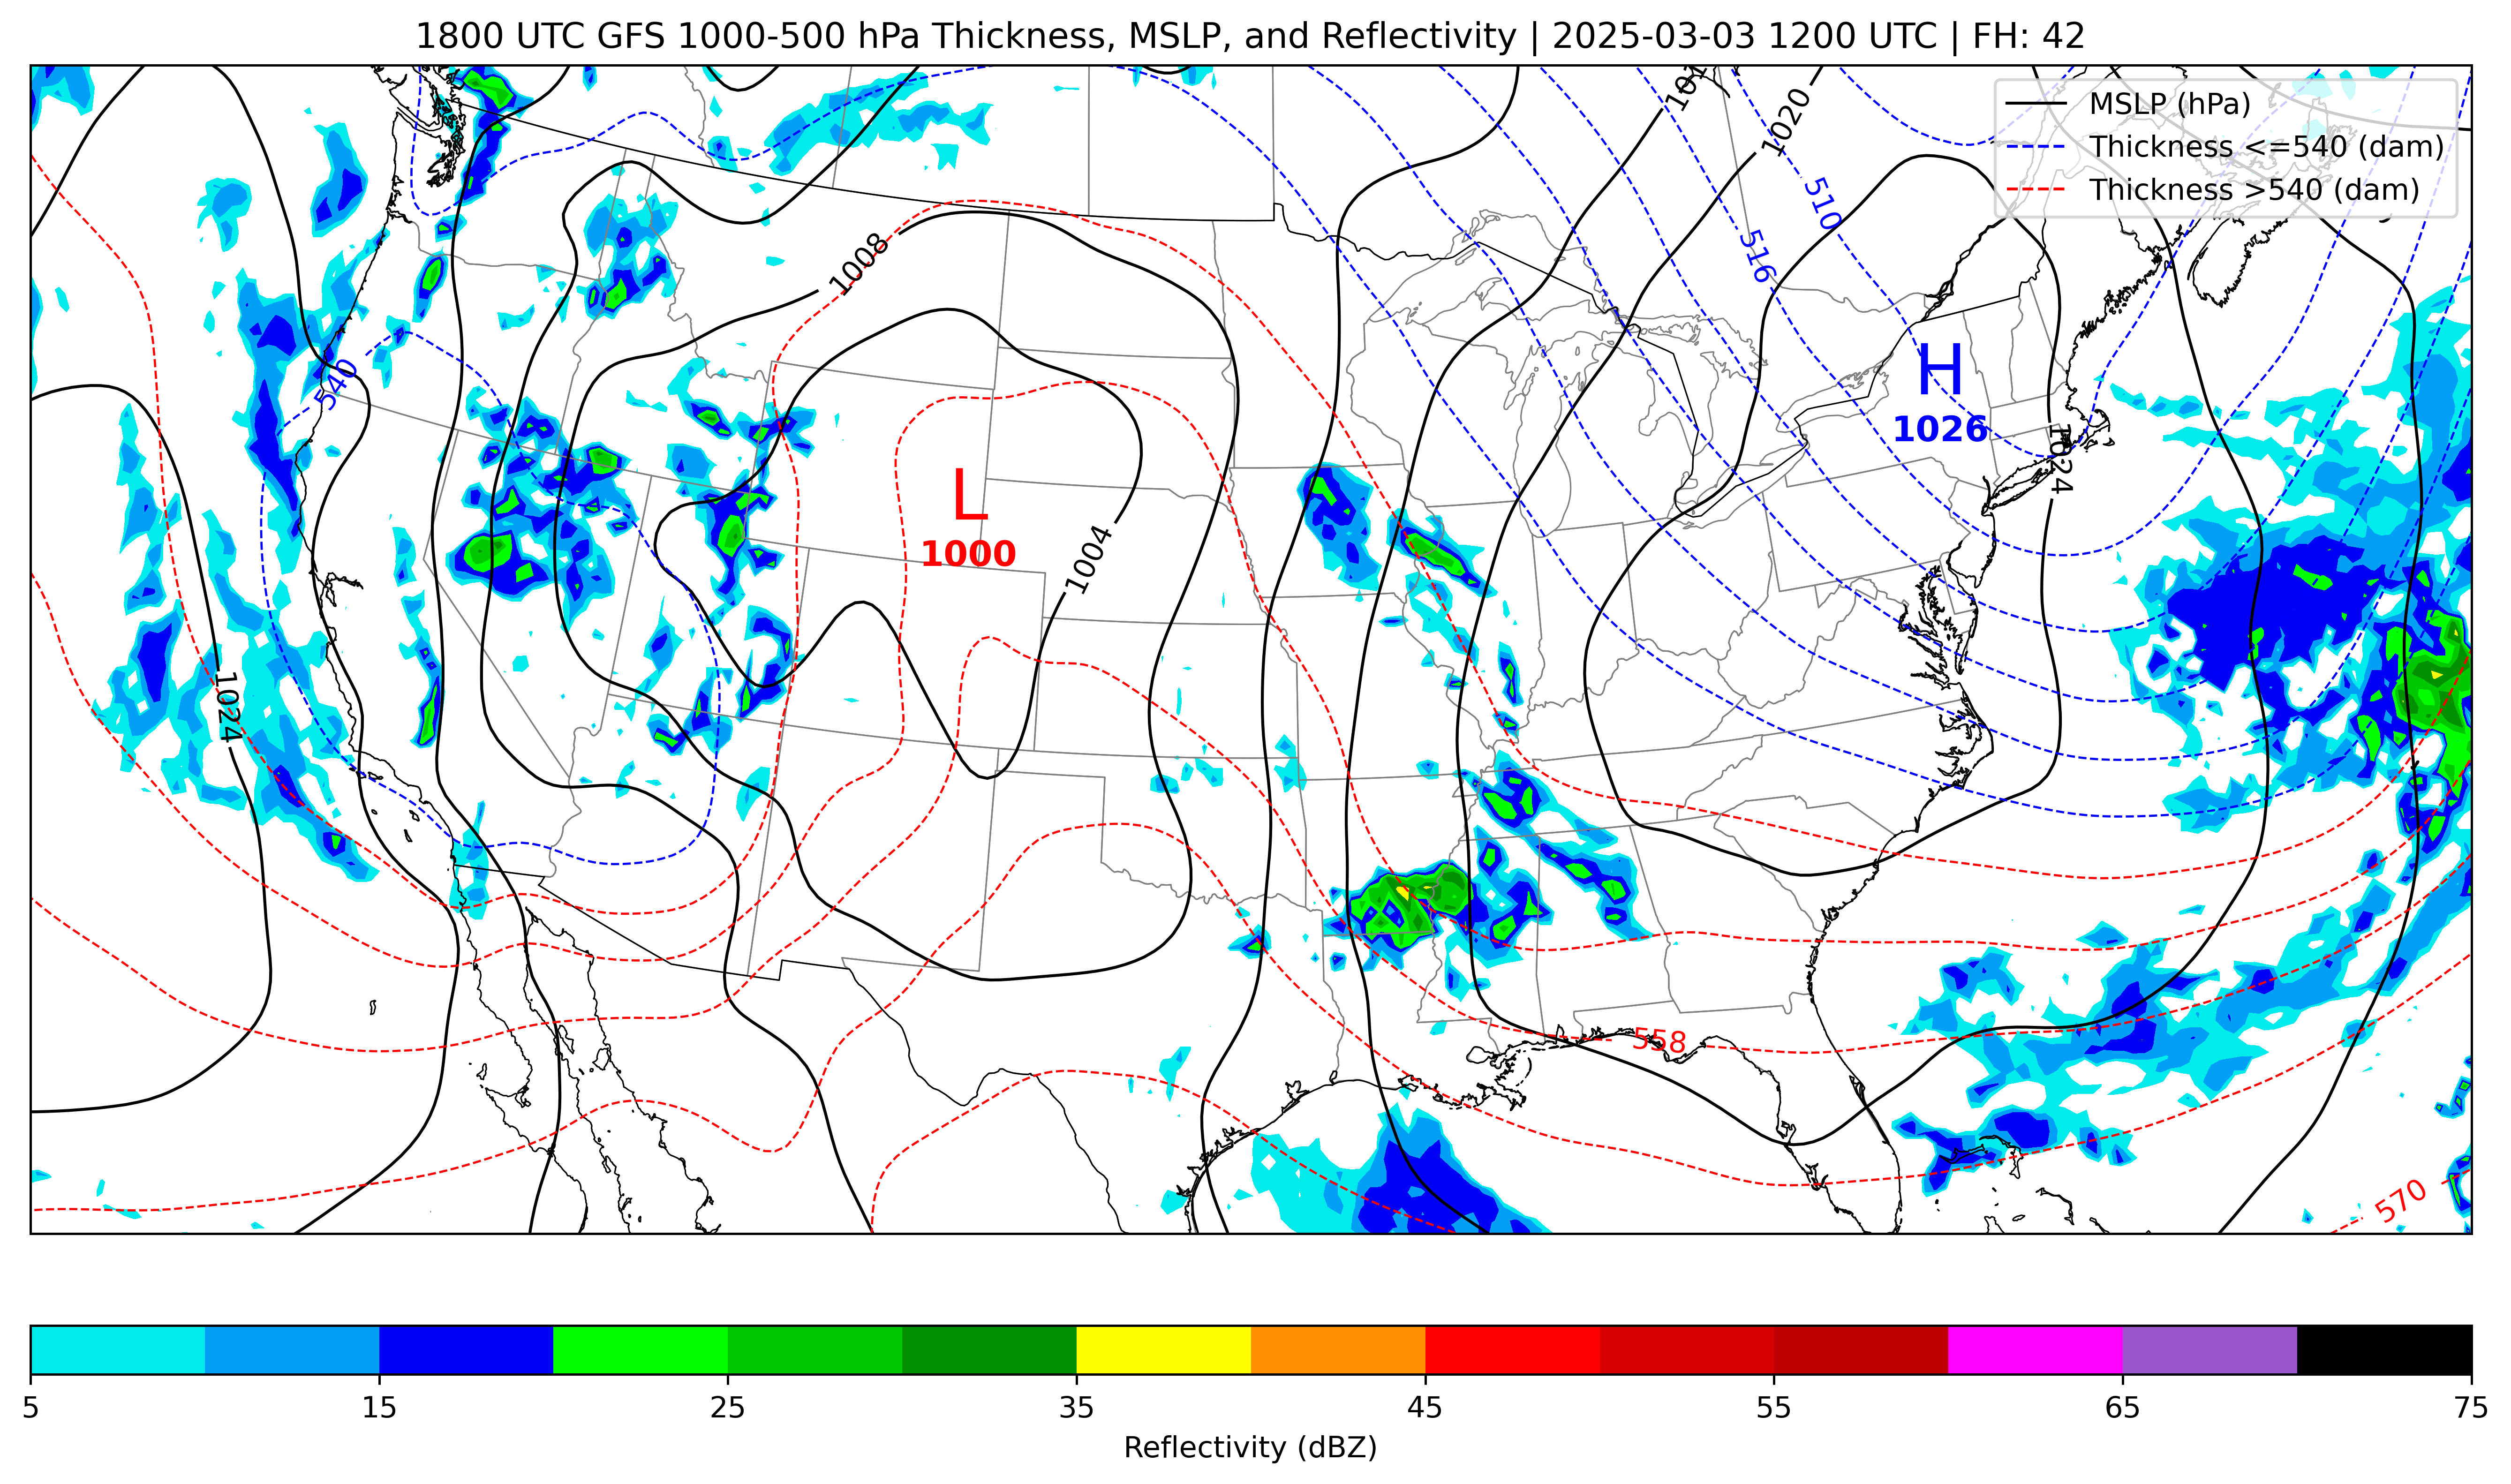 1800 UTC GFS 1000-500 hPa Thickness, MSLP, and Reflectivity | 2025-03-03 1200 UTC | FH: 42
MSLP (hPa)
Thickness <=540 (dam)
Thickness >540 (dam)
1020
510
516
1008
H
1026
540
1024
L
1000
1004
1024
558
570
5 15 25 35 45 55 65 75
Reflectivity (dBZ)